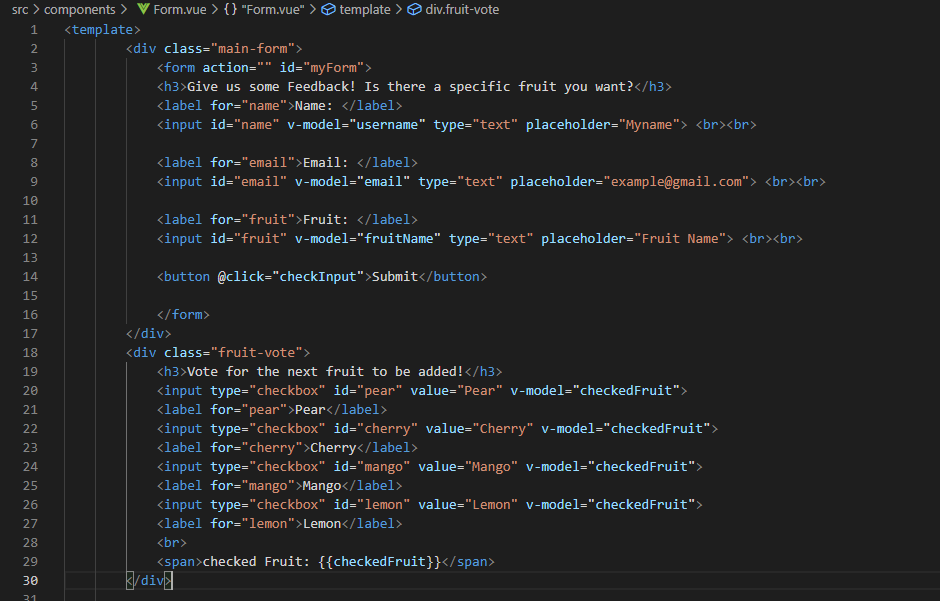 src > components > Form.vue > {} "Form.vue" > template > div.fruit-vote
1 <template>
2 <div class="main-form">
3 <form action="" id="myForm">
4 <h3>Give us some Feedback! Is there a specific fruit you want?</h3>
5 <label for="name">Name: </label>
6 <input id="name" v-model="username" type="text" placeholder="Myname"> <br><br>
7
8 <label for="email">Email: </label>
9 <input id="email" v-model="email" type="text" placeholder="example@gmail.com"> <br><br>
10
11 <label for="fruit">Fruit: </label>
12 <input id="fruit" v-model="fruitName" type="text" placeholder="Fruit Name"> <br><br>
13
14 <button @click="checkInput">Submit</button>
15
16 </form>
17 </div>
18 <div class="fruit-vote">
19 <h3>Vote for the next fruit to be added!</h3>
20 <input type="checkbox" id="pear" value="Pear" v-model="checkedFruit">
21 <label for="pear">Pear</label>
22 <input type="checkbox" id="cherry" value="Cherry" v-model="checkedFruit">
23 <label for="cherry">Cherry</label>
24 <input type="checkbox" id="mango" value="Mango" v-model="checkedFruit">
25 <label for="mango">Mango</label>
26 <input type="checkbox" id="lemon" value="Lemon" v-model="checkedFruit">
27 <label for="lemon">Lemon</label>
28 <br>
29 <span>checked Fruit: {{checkedFruit}}</span>
30 </div>
31